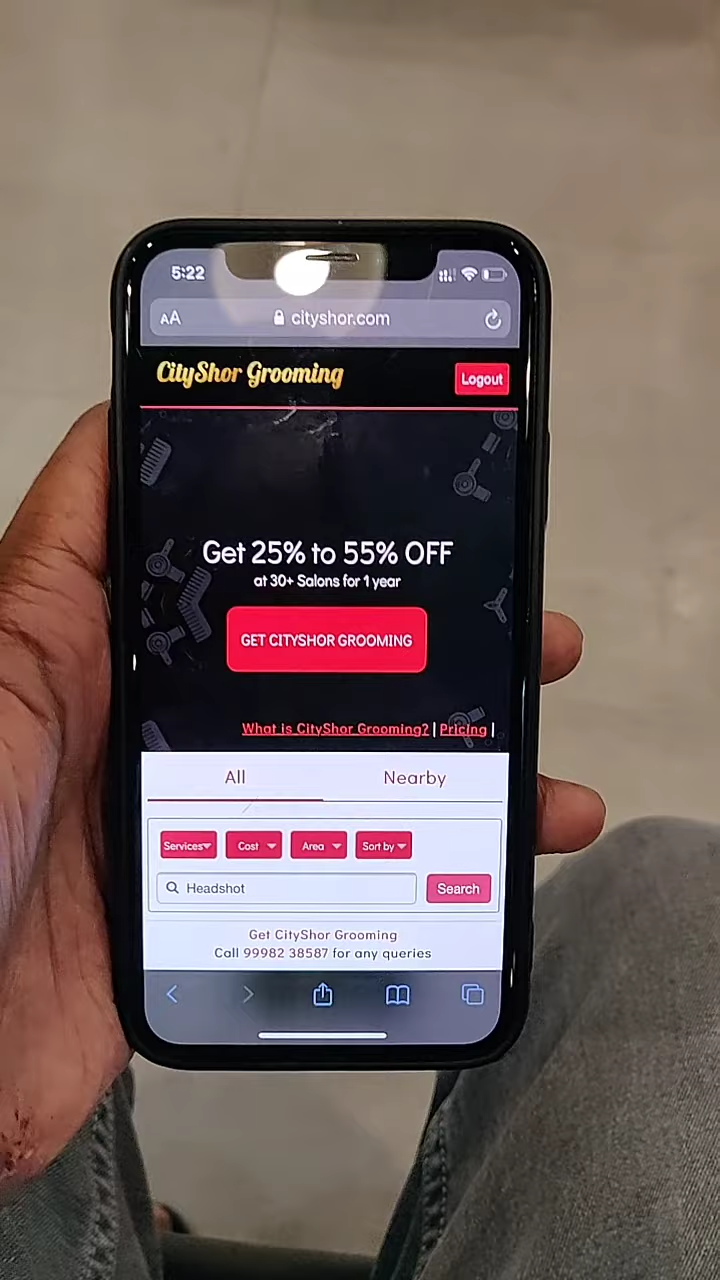 5:22
AA cityshor.com
CityShor Grooming
Logout
Get 25% to 55% OFF
at 30+ Salons for 1 year
GET CITYSHOR GROOMING
What is CityShor Grooming? | Pricing |
All Nearby
Services Cost Area Sort by
Headshot Search
Get CityShor Grooming
Call 99982 38587 for any queries